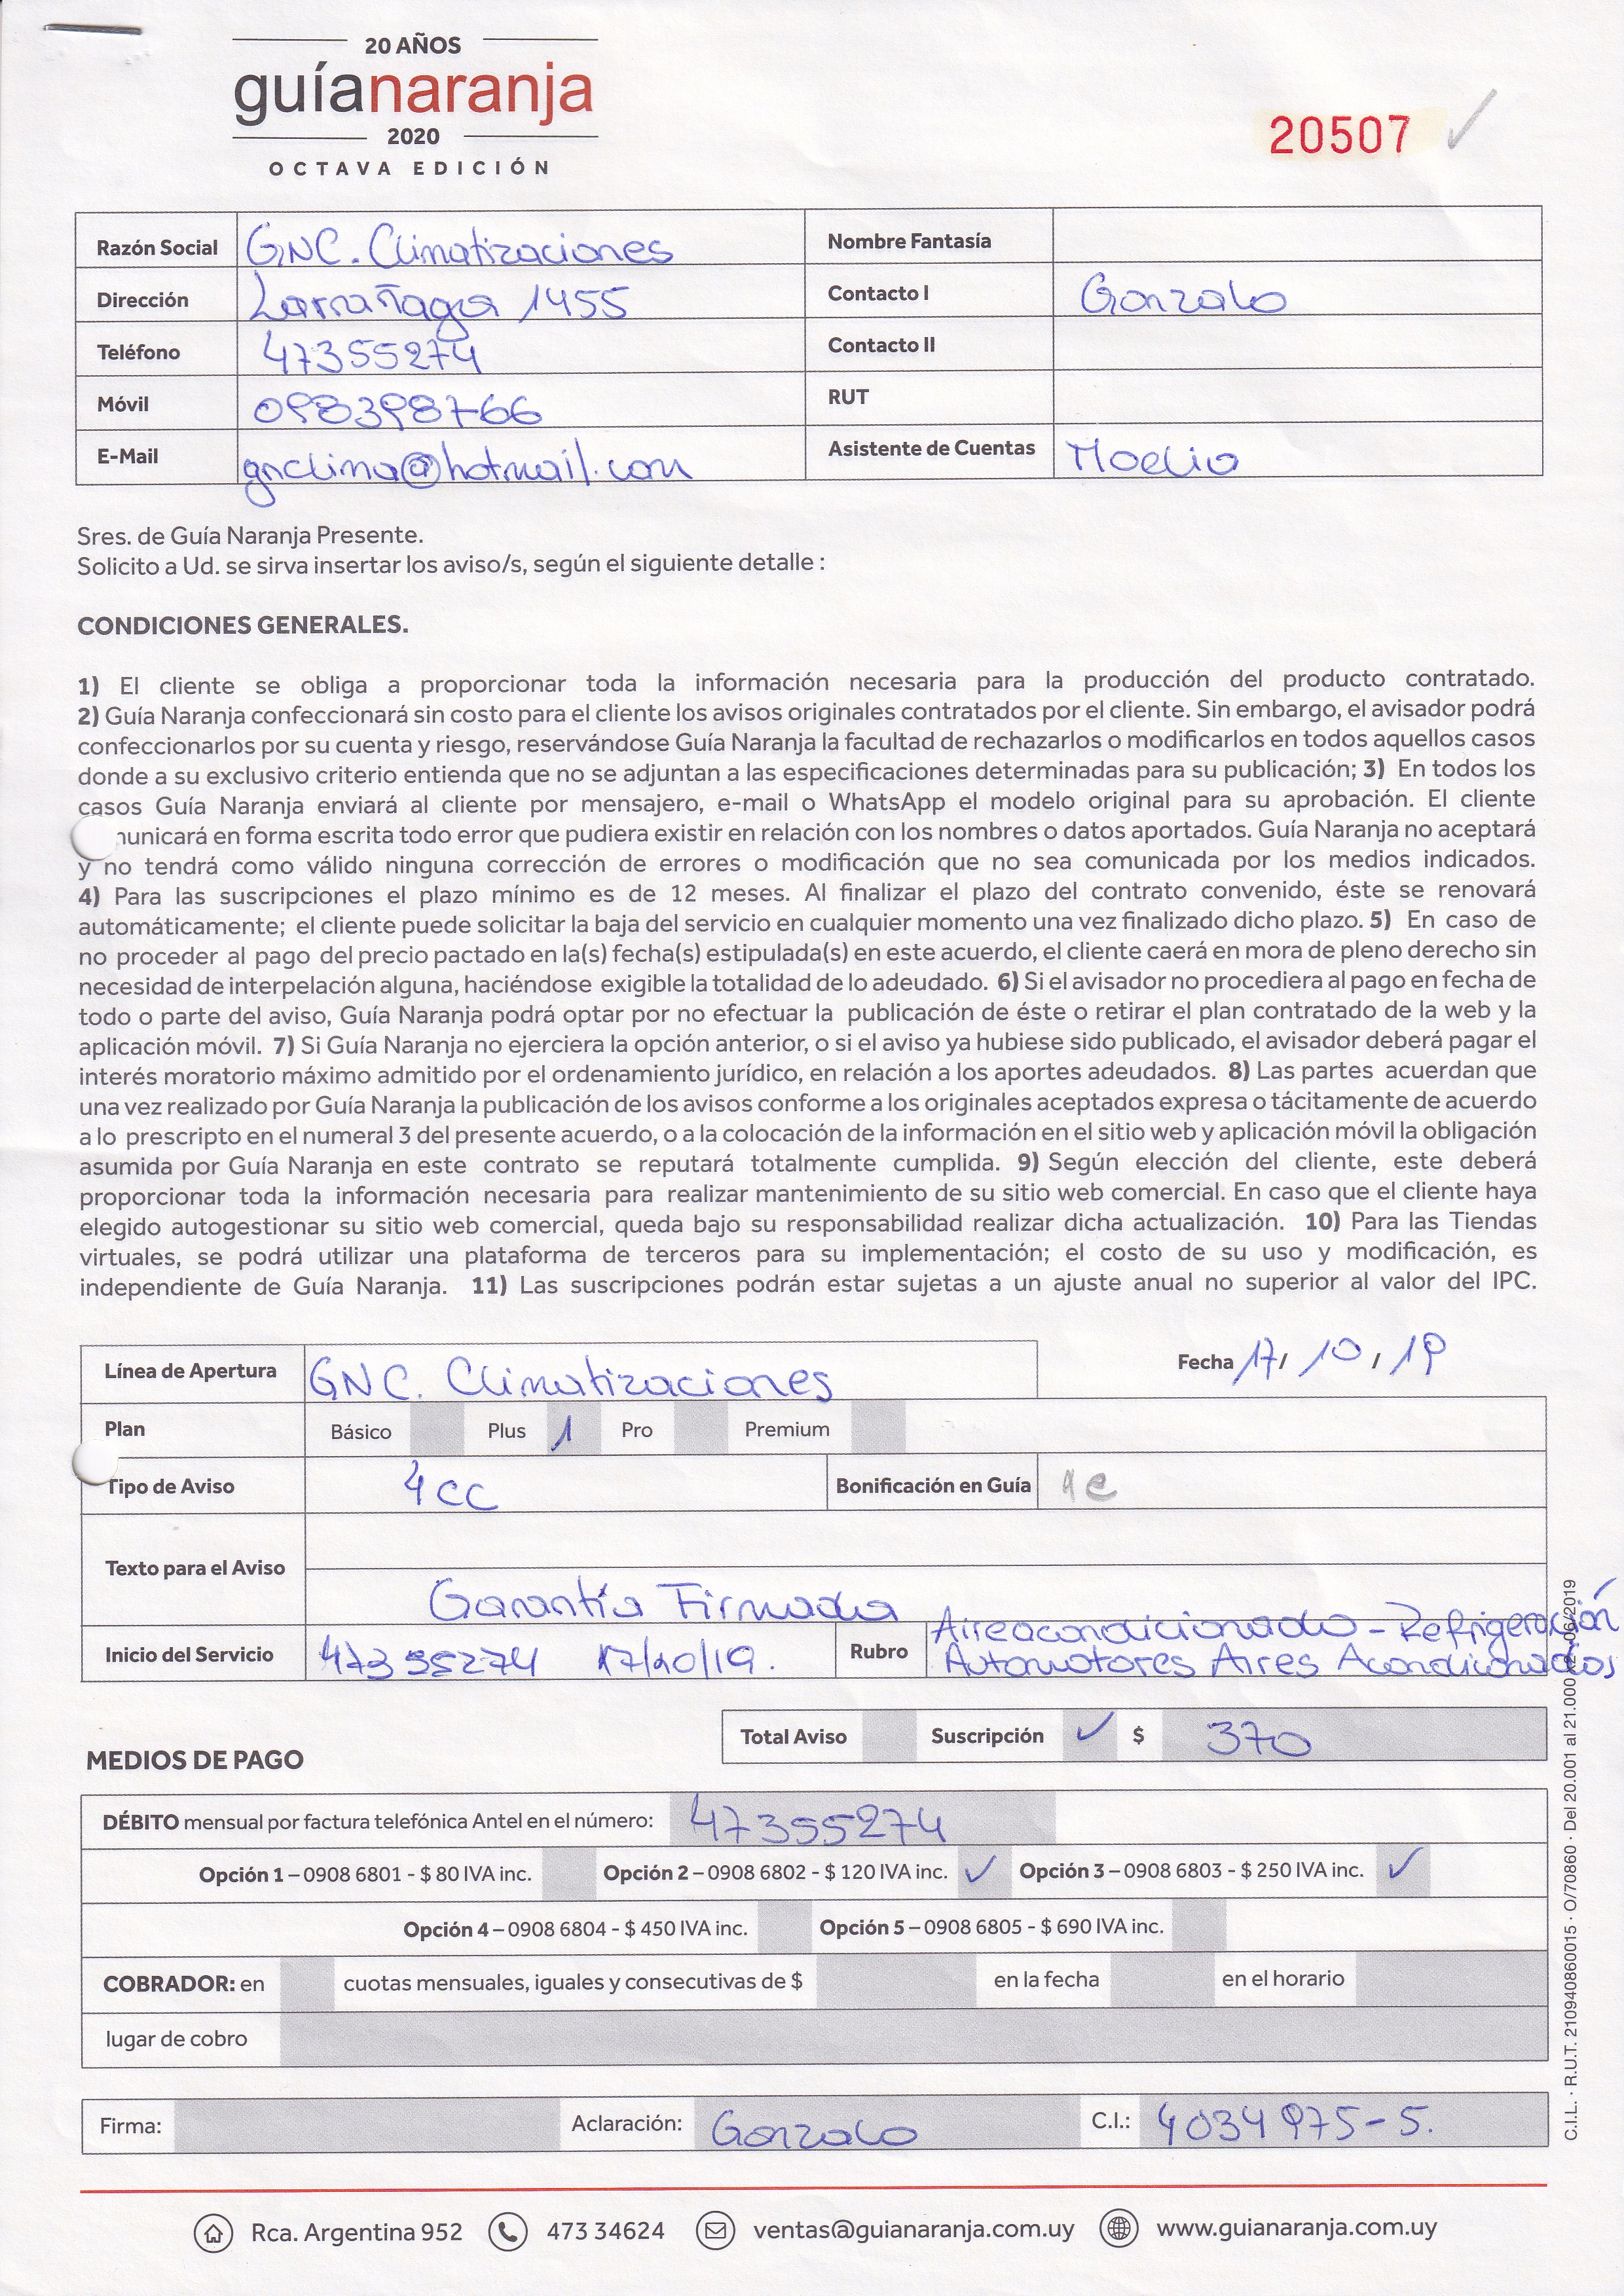 20 AÑOS
guíanaranja
2020
OCTAVA EDICIÓN
20507
Razón Social GNC. Climatizaciones Nombre Fantasía
Dirección Larrañaga 1455 Contacto I Gonzalo
Teléfono 47355274 Contacto II
Móvil 098398766 RUT
E-Mail gnclima@hotmail.com Asistente de Cuentas
Sres. de Guía Naranja Presente.
Solicito a Ud. se sirva insertar los aviso/s, según el siguiente detalle :
CONDICIONES GENERALES.
1) El cliente se obliga a proporcionar toda la información necesaria para la producción del producto contratado.
2) Guía Naranja confeccionará sin costo para el cliente los avisos originales contratados por el cliente. Sin embargo, el avisador podrá
confeccionarlos por su cuenta y riesgo, reservándose Guía Naranja la facultad de rechazarlos o modificarlos en todos aquellos casos
donde a su exclusivo criterio entienda que no se adjuntan a las especificaciones determinadas para su publicación; 3) En todos los
casos Guía Naranja enviará al cliente por mensajero, e-mail o WhatsApp el modelo original para su aprobación. El cliente
municará en forma escrita todo error que pudiera existir en relación con los nombres o datos aportados. Guía Naranja no aceptará
y no tendrá como válido ninguna corrección de errores o modificación que no sea comunicada por los medios indicados.
4) Para las suscripciones el plazo mínimo es de 12 meses. Al finalizar el plazo del contrato convenido, éste se renovará
automáticamente; el cliente puede solicitar la baja del servicio en cualquier momento una vez finalizado dicho plazo. 5) En caso de
no proceder al pago del precio pactado en la(s) fecha(s) estipulada(s) en este acuerdo, el cliente caerá en mora de pleno derecho sin
necesidad de interpelación alguna, haciéndose exigible la totalidad de lo adeudado. 6) Si el avisador no procediera al pago en fecha de
todo o parte del aviso, Guía Naranja podrá optar por no efectuar la publicación de éste o retirar el plan contratado de la web y la
aplicación móvil. 7) Si Guía Naranja no ejerciera la opción anterior, o si el aviso ya hubiese sido publicado, el avisador deberá pagar el
interés moratorio máximo admitido por el ordenamiento jurídico, en relación a los aportes adeudados. 8) Las partes acuerdan que
una vez realizado por Guía Naranja la publicación de los avisos conforme a los originales aceptados expresa o tácitamente de acuerdo
a lo prescripto en el numeral 3 del presente acuerdo, o a la colocación de la información en el sitio web y aplicación móvil la obligación
asumida por Guía Naranja en este contrato se reputará totalmente cumplida. 9) Según elección del cliente, este deberá
proporcionar toda la información necesaria para realizar mantenimiento de su sitio web comercial. En caso que el cliente haya
elegido autogestionar su sitio web comercial, queda bajo su responsabilidad realizar dicha actualización. 10) Para las Tiendas
virtuales, se podrá utilizar una plataforma de terceros para su implementación; el costo de su uso y modificación, es
independiente de Guía Naranja. 11) Las suscripciones podrán estar sujetas a un ajuste anual no superior al valor del IPC.
Línea de Apertura GNC. Climatizaciones Fecha 17/ 10 / 19
Plan Básico Plus 1 Pro Premium
Tipo de Aviso 4 CC Bonificación en Guía 1 e
Texto para el Aviso
Garantía Firmada
Inicio del Servicio 47355274 17/10/19. Rubro Aireacondicionado - Refrigeración
Automotores Aires Acondicionados
Total Aviso Suscripción ✓ $ 370
MEDIOS DE PAGO
DÉBITO mensual por factura telefónica Antel en el número: 47355274
Opción 1 – 0908 6801 - $ 80 IVA inc. Opción 2 – 0908 6802 - $ 120 IVA inc. ✓ Opción 3 – 0908 6803 - $ 250 IVA inc. ✓
Opción 4 – 0908 6804 - $ 450 IVA inc. Opción 5 – 0908 6805 - $ 690 IVA inc.
COBRADOR: en cuotas mensuales, iguales y consecutivas de $ en la fecha en el horario
lugar de cobro
Firma: Aclaración: Gonzalo C.I.: 4034975-5.
Rca. Argentina 952 473 34624 ventas@guianaranja.com.uy www.guianaranja.com.uy
C.I.L. · R.U.T. 210940860015 · O/70860 · Del 20.001 al 21.000 06/2019